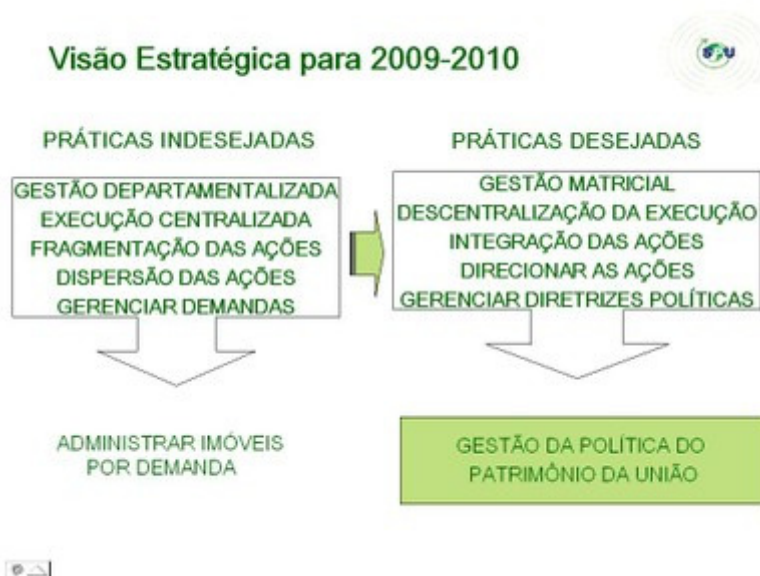 Visão Estratégica para 2009-2010
SPU
PRÁTICAS INDESEJADAS
GESTÃO DEPARTAMENTALIZADA
EXECUÇÃO CENTRALIZADA
FRAGMENTAÇÃO DAS AÇÕES
DISPERSÃO DAS AÇÕES
GERENCIAR DEMANDAS
ADMINISTRAR IMÓVEIS
POR DEMANDA
PRÁTICAS DESEJADAS
GESTÃO MATRICIAL
DESCENTRALIZAÇÃO DA EXECUÇÃO
INTEGRAÇÃO DAS AÇÕES
DIRECIONAR AS AÇÕES
GERENCIAR DIRETRIZES POLÍTICAS
GESTÃO DA POLÍTICA DO
PATRIMÔNIO DA UNIÃO